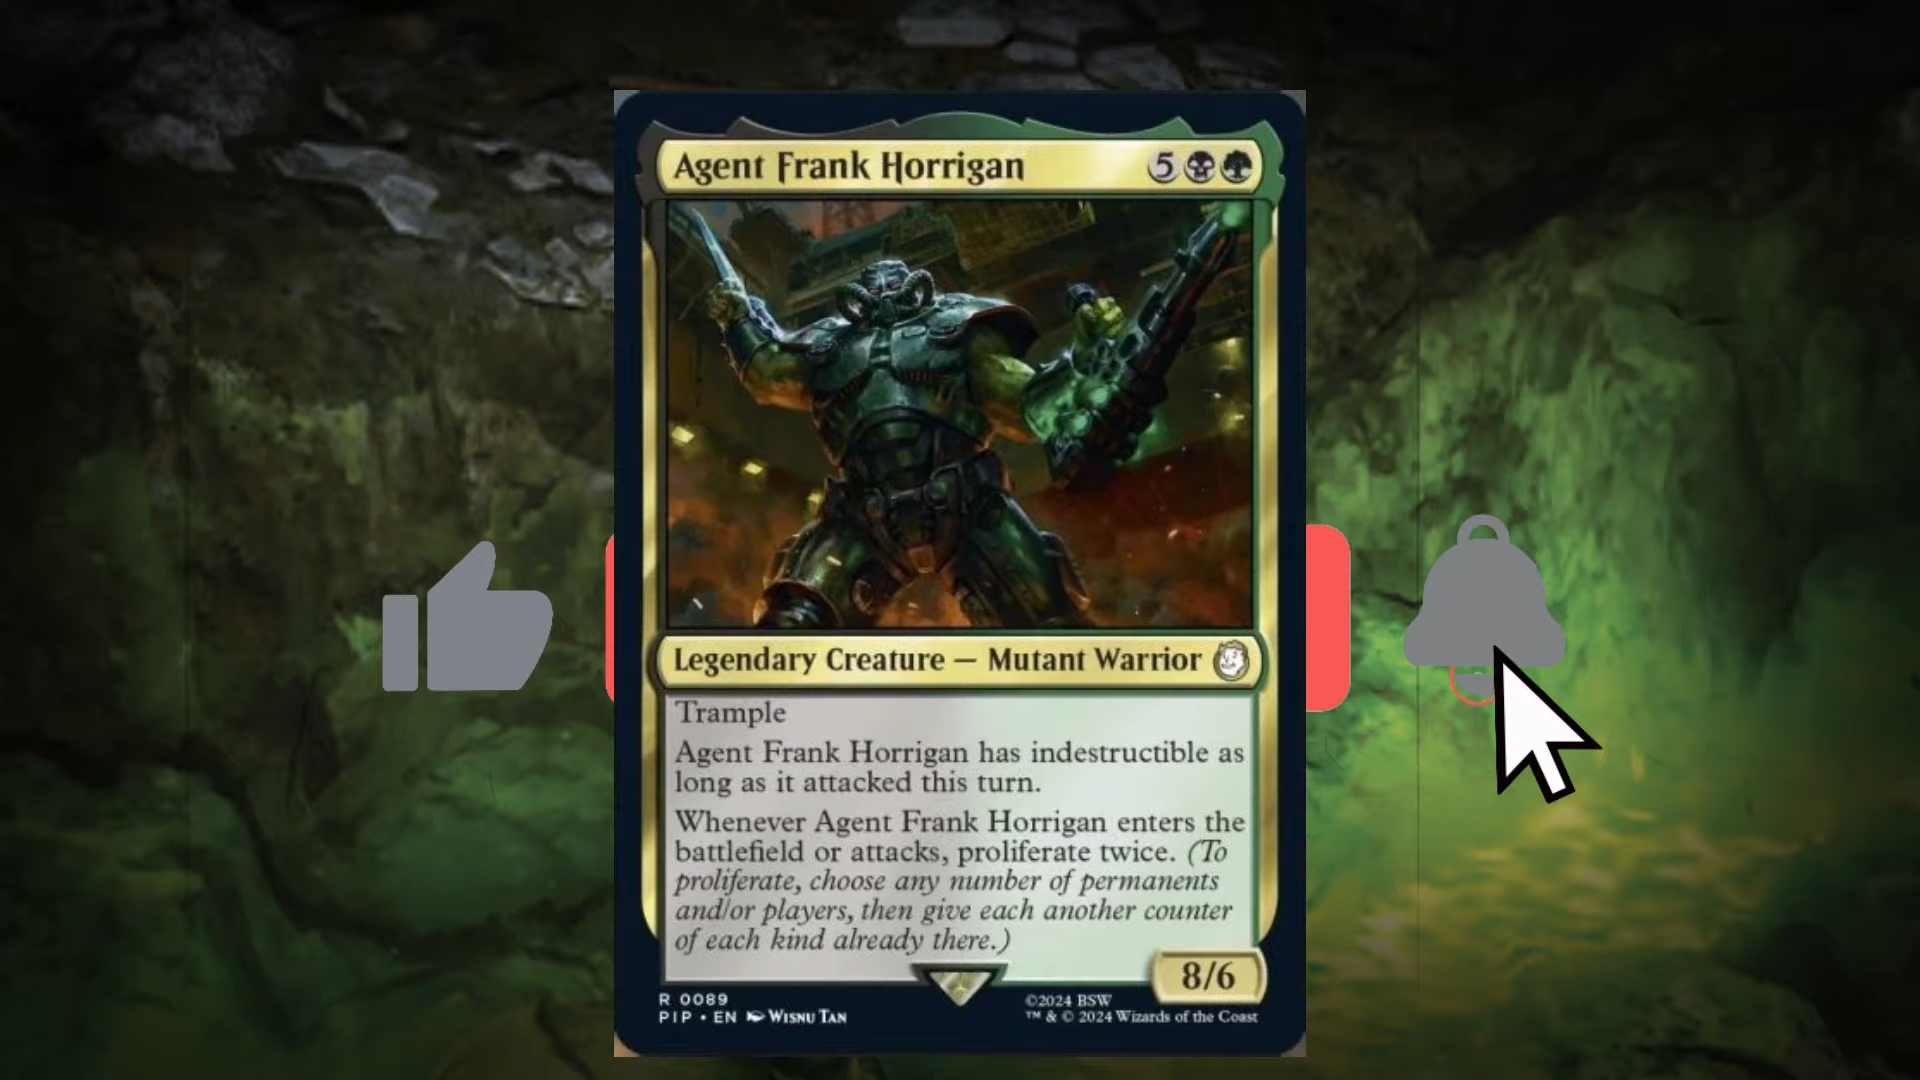 Agent Frank Horrigan 5
Legendary Creature — Mutant Warrior
Trample
Agent Frank Horrigan has indestructible as
long as it attacked this turn.
Whenever Agent Frank Horrigan enters the
battlefield or attacks, proliferate twice. (To
proliferate, choose any number of permanents
and/or players, then give each another counter
of each kind already there.)
8/6
R 0089
PIP • EN WISNU TAN
©2024 BSW
™ & © 2024 Wizards of the Coast